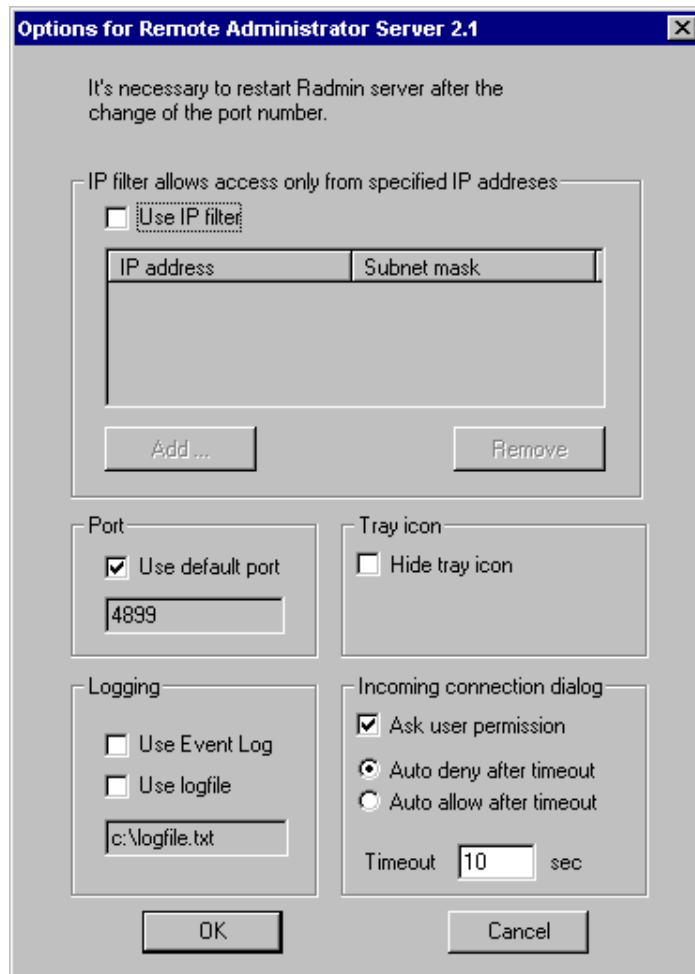 Options for Remote Administrator Server 2.1
It's necessary to restart Radmin server after the
change of the port number.
IP filter allows access only from specified IP addreses
Use IP filter
IP address Subnet mask
Add ... Remove
Port
Use default port
4899
Tray icon
Hide tray icon
Logging
Use Event Log
Use logfile
c:\logfile.txt
Incoming connection dialog
Ask user permission
Auto deny after timeout
Auto allow after timeout
Timeout 10 sec
OK Cancel